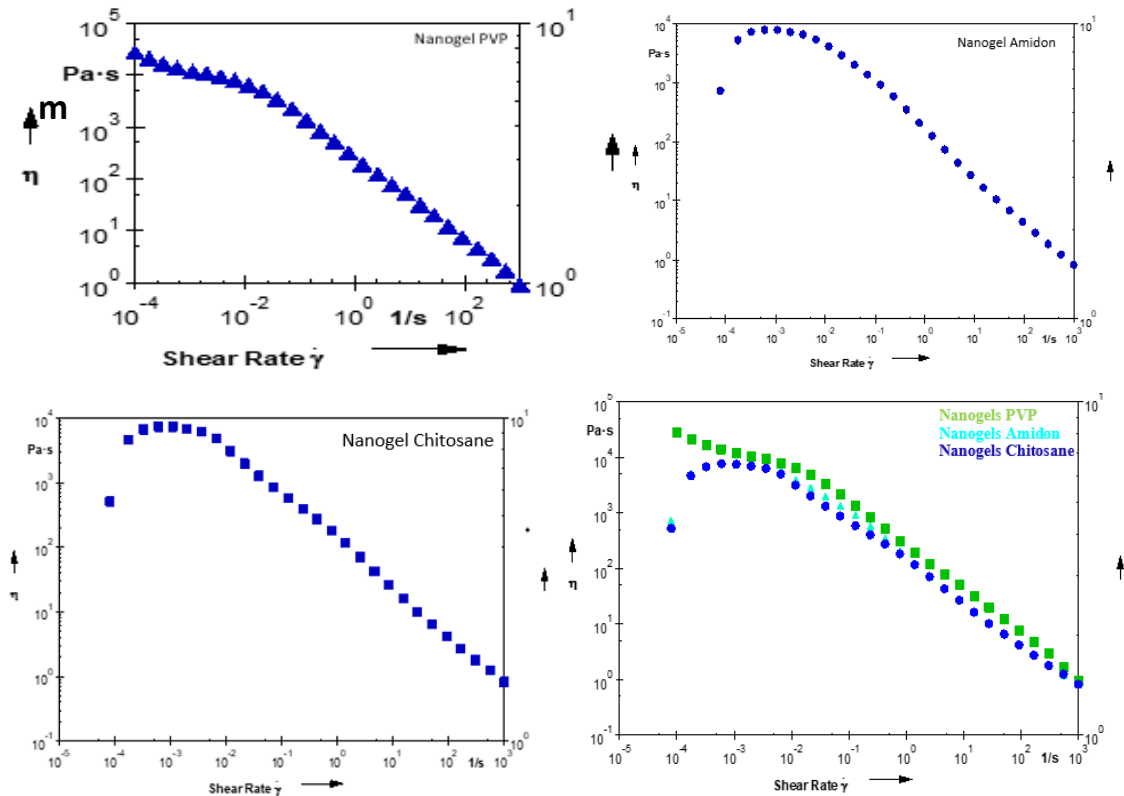 10^5
Pa·s
10^3
10^2
10^1
10^0
m
η
Nanogel PVP
10^1
10^0
10^-4
10^-2
10^0
1/s
10^2
Shear Rate γ̇
10^4
Pa·s
10^3
10^2
10^1
10^0
10^-1
η
Nanogel Amidon
10^1
10^0
10^-5
10^-4
10^-3
10^-2
10^-1
10^0
10^1
10^2
1/s
10^3
Shear Rate γ̇
10^4
Pa·s
10^3
10^2
10^1
10^0
10^-1
η
Nanogel Chitosane
10^1
10^0
10^-5
10^-4
10^-3
10^-2
10^-1
10^0
10^1
10^2
1/s
10^3
Shear Rate γ̇
10^5
Pa·s
10^4
10^3
10^2
10^1
10^0
10^-1
η
Nanogels PVP
Nanogels Amidon
Nanogels Chitosane
10^1
10^0
10^-5
10^-4
10^-3
10^-2
10^-1
10^0
10^1
10^2
1/s
10^3
Shear Rate γ̇